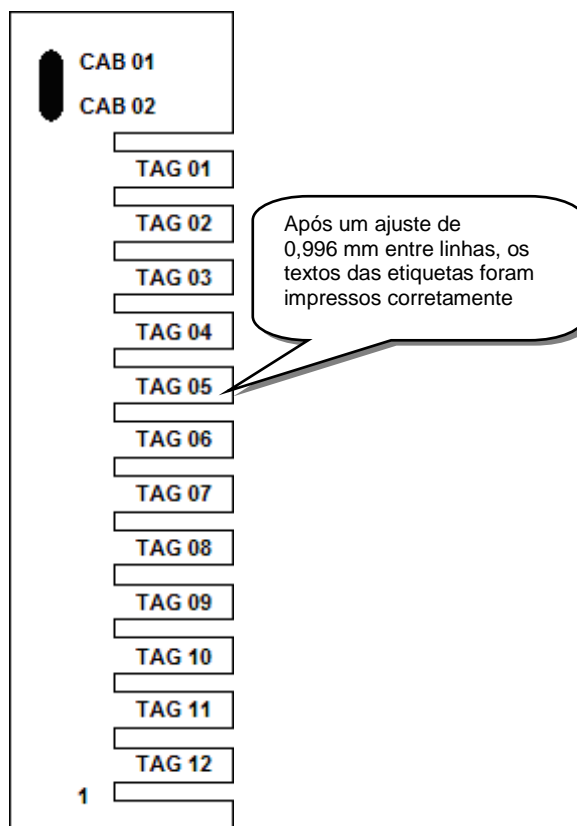 CAB 01
CAB 02
TAG 01
TAG 02
Após um ajuste de
0,996 mm entre linhas, os
textos das etiquetas foram
impressos corretamente
TAG 03
TAG 04
TAG 05
TAG 06
TAG 07
TAG 08
TAG 09
TAG 10
TAG 11
TAG 12
1